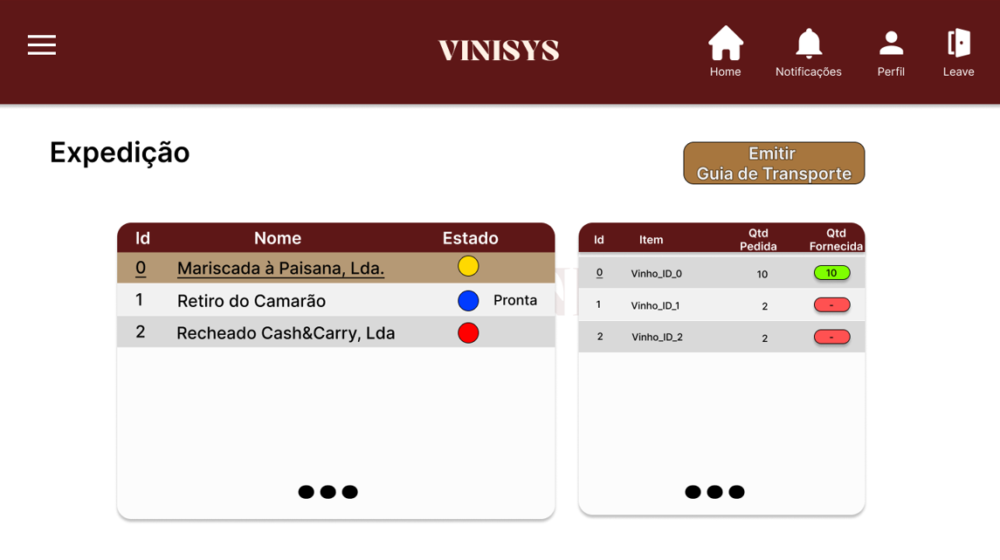 VINISYS
Home
Notificações
Perfil
Leave
Expedição
Emitir
Guia de Transporte
Id Nome Estado
0 Mariscada à Paisana, Lda.
1 Retiro do Camarão Pronta
2 Recheado Cash&Carry, Lda
Id Item Qtd Pedida Qtd Fornecida
0 Vinho_ID_0 10 10
1 Vinho_ID_1 2 -
2 Vinho_ID_2 2 -